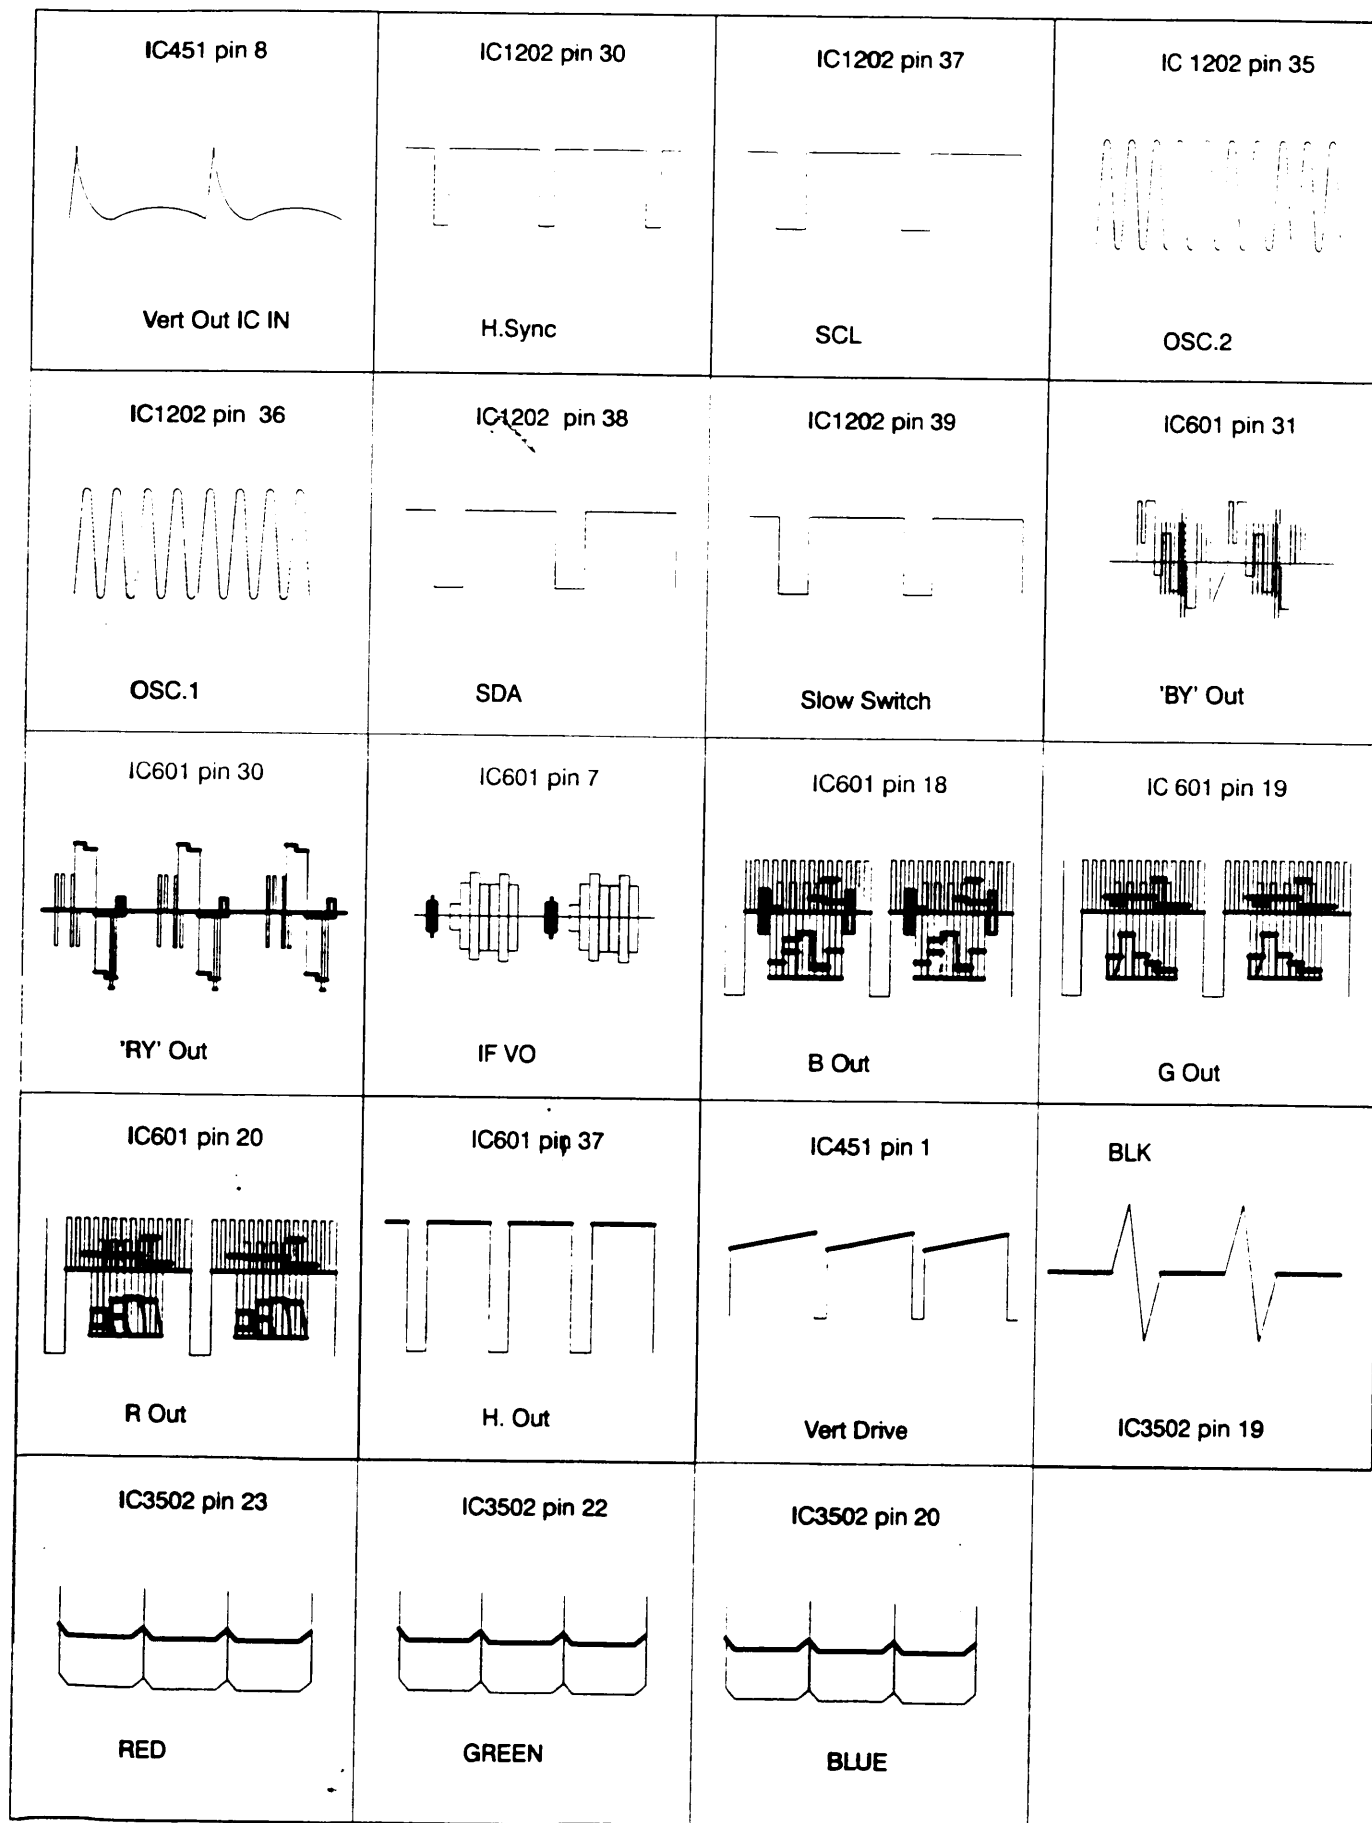 IC451 pin 8
Vert Out IC IN
IC1202 pin 30
H.Sync
IC1202 pin 37
SCL
IC 1202 pin 35
OSC.2
IC1202 pin 36
OSC.1
IC1202 pin 38
SDA
IC1202 pin 39
Slow Switch
IC601 pin 31
'BY' Out
IC601 pin 30
'RY' Out
IC601 pin 7
IF VO
IC601 pin 18
B Out
IC 601 pin 19
G Out
IC601 pin 20
R Out
IC601 pin 37
H. Out
IC451 pin 1
Vert Drive
BLK
IC3502 pin 19
IC3502 pin 23
RED
IC3502 pin 22
GREEN
IC3502 pin 20
BLUE